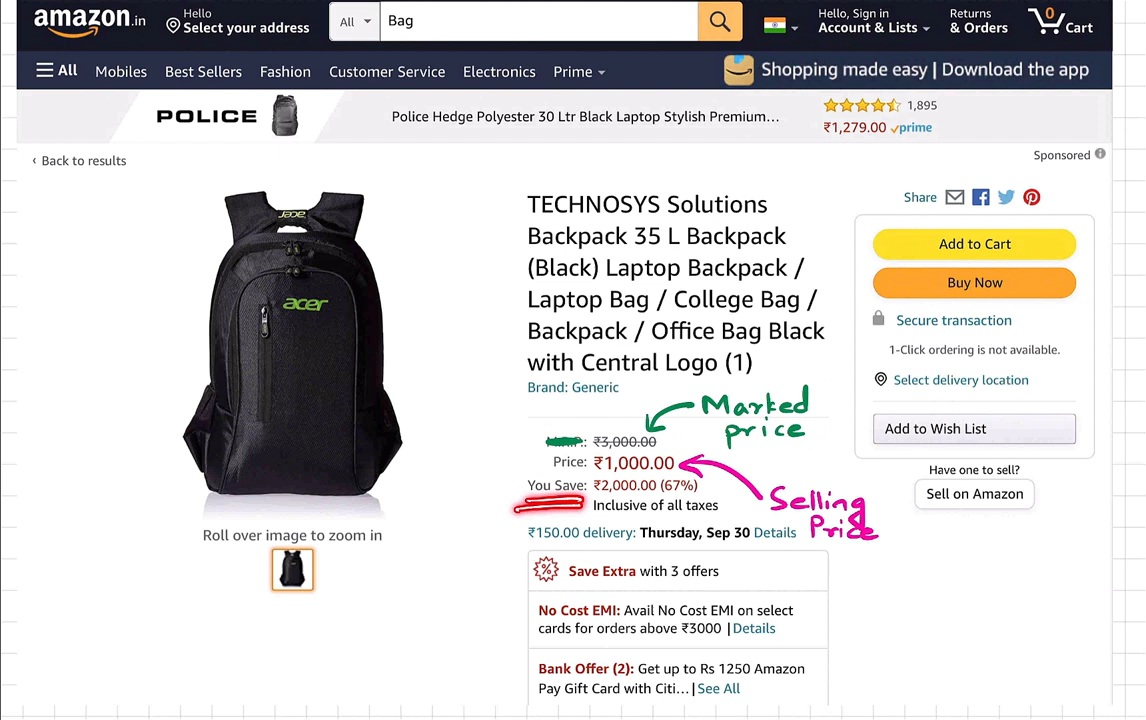 amazon.in
Hello
Select your address
All
Bag
Hello, Sign in
Account & Lists
Returns
& Orders
0
Cart
All
Mobiles
Best Sellers
Fashion
Customer Service
Electronics
Prime
Shopping made easy | Download the app
POLICE
Police Hedge Polyester 30 Ltr Black Laptop Stylish Premium...
1,895
₹1,279.00 prime
‹ Back to results
Sponsored
acer
acer
Roll over image to zoom in
TECHNOSYS Solutions
Backpack 35 L Backpack
(Black) Laptop Backpack /
Laptop Bag / College Bag /
Backpack / Office Bag Black
with Central Logo (1)
Brand: Generic
Marked
price
₹3,000.00
Price: ₹1,000.00
You Save: ₹2,000.00 (67%)
Inclusive of all taxes
Selling
Price
₹150.00 delivery: Thursday, Sep 30 Details
Save Extra with 3 offers
No Cost EMI: Avail No Cost EMI on select
cards for orders above ₹3000 | Details
Bank Offer (2): Get up to Rs 1250 Amazon
Pay Gift Card with Citi... | See All
Share
Add to Cart
Buy Now
Secure transaction
1-Click ordering is not available.
Select delivery location
Add to Wish List
Have one to sell?
Sell on Amazon